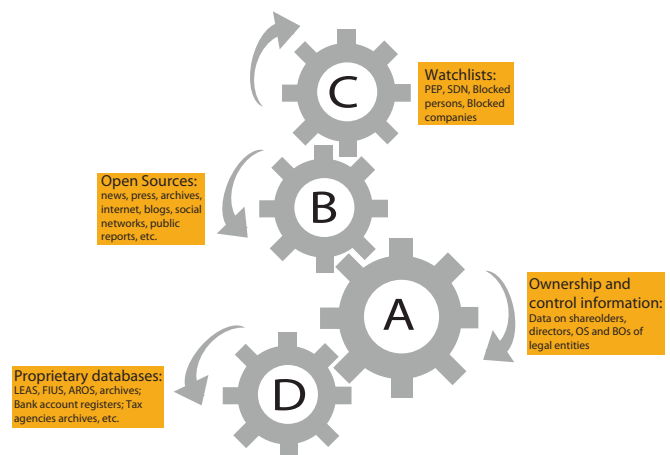 C
Watchlists:
PEP, SDN, Blocked
persons, Blocked
companies
Open Sources:
news, press, archives,
internet, blogs, social
networks, public
reports, etc.
B
Ownership and
control information:
Data on shareolders,
directors, OS and BOs of
legal entities
A
Proprietary databases:
LEAS, FIUS, AROS, archives;
Bank account registers; Tax
agencies archives, etc.
D